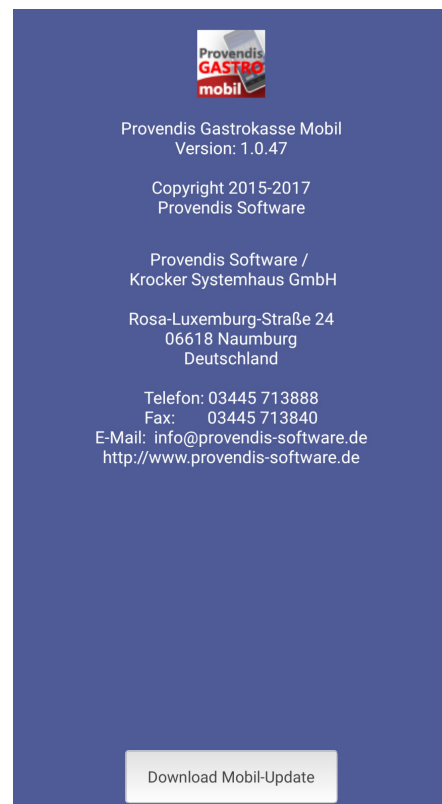 Provendis
GASTRO
mobil
Provendis Gastrokasse Mobil
Version: 1.0.47
Copyright 2015-2017
Provendis Software
Provendis Software /
Krocker Systemhaus GmbH
Rosa-Luxemburg-Straße 24
06618 Naumburg
Deutschland
Telefon: 03445 713888
Fax: 03445 713840
E-Mail: info@provendis-software.de
http://www.provendis-software.de
Download Mobil-Update